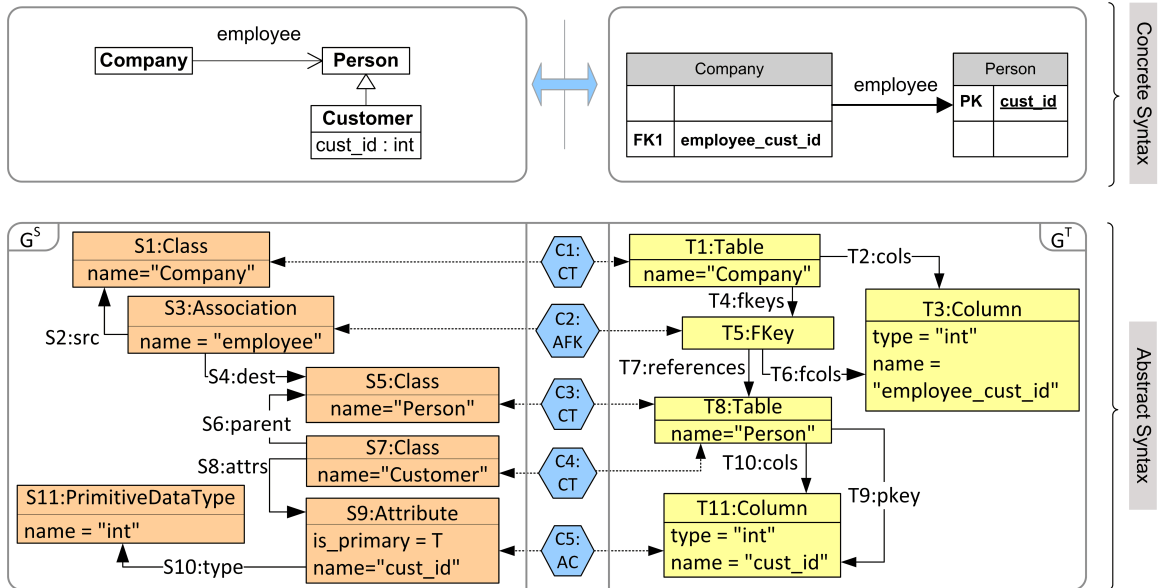 employee
Company
Person
Customer
cust_id : int
Company
FK1 employee_cust_id
employee
Person
PK cust_id
Concrete Syntax
G^S
S1:Class
name="Company"
S2:src
S3:Association
name = "employee"
S4:dest
S5:Class
name="Person"
S6:parent
S7:Class
name="Customer"
S8:attrs
S11:PrimitiveDataType
name = "int"
S9:Attribute
is_primary = T
name="cust_id"
S10:type
C1:
CT
C2:
AFK
C3:
CT
C4:
CT
C5:
AC
G^T
T1:Table
name="Company"
T2:cols
T4:fkeys
T3:Column
type = "int"
name =
"employee_cust_id"
T5:FKey
T7:references
T6:fcols
T8:Table
name="Person"
T10:cols
T9:pkey
T11:Column
type = "int"
name = "cust_id"
Abstract Syntax